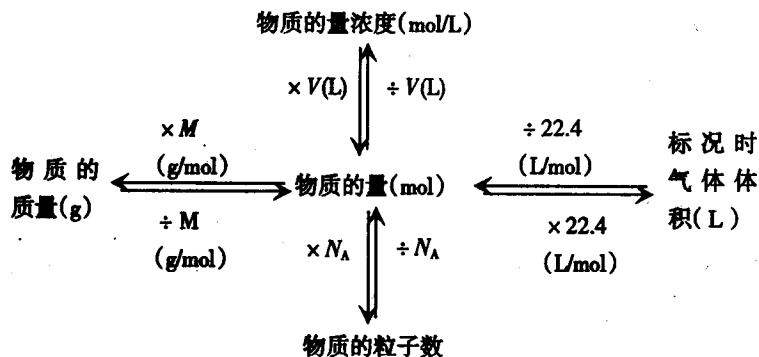 物质的量浓度(mol/L)
× V(L) ÷ V(L)
× M
(g/mol)
÷ 22.4
(L/mol)
标况时
气体体
积(L)
物质的
质量(g)
物质的量(mol)
÷ M
(g/mol)
× 22.4
(L/mol)
× N_A ÷ N_A
物质的粒子数